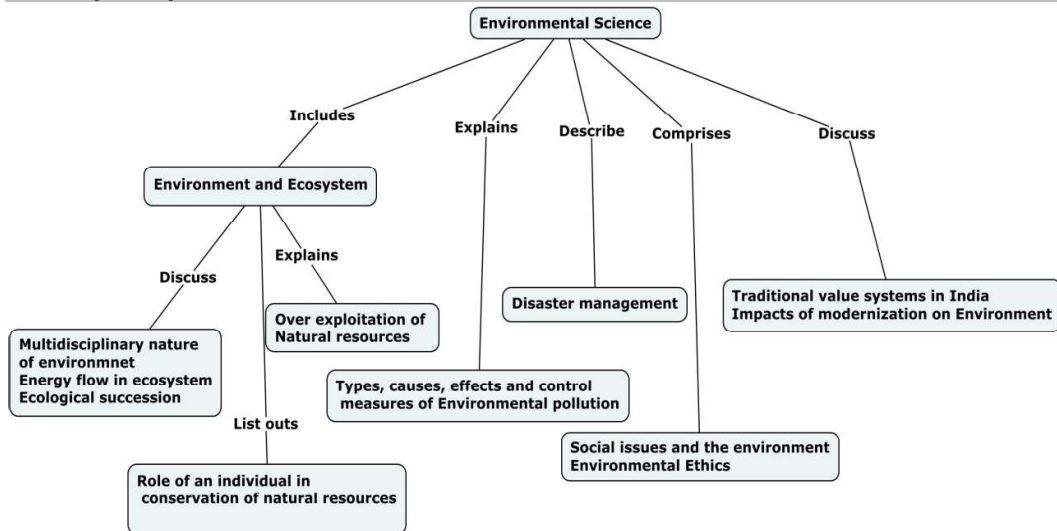 Environmental Science
Includes
Explains
Describe
Comprises
Discuss
Environment and Ecosystem
Discuss
Explains
Multidisciplinary nature
of environmnet
Energy flow in ecosystem
Ecological succession
Over exploitation of
Natural resources
List outs
Role of an individual in
conservation of natural resources
Types, causes, effects and control
measures of Environmental pollution
Disaster management
Social issues and the environment
Environmental Ethics
Traditional value systems in India
Impacts of modernization on Environment